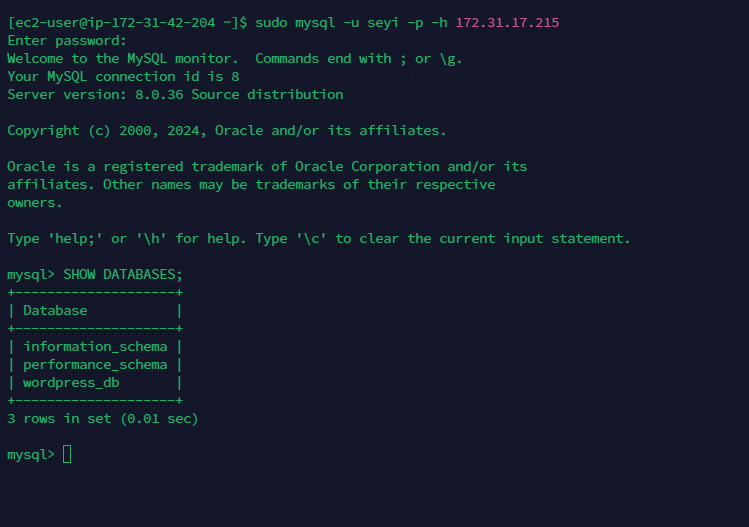 [ec2-user@ip-172-31-42-204 ~]$ sudo mysql -u seyi -p -h 172.31.17.215
Enter password:
Welcome to the MySQL monitor.  Commands end with ; or \g.
Your MySQL connection id is 8
Server version: 8.0.36 Source distribution
Copyright (c) 2000, 2024, Oracle and/or its affiliates.
Oracle is a registered trademark of Oracle Corporation and/or its
affiliates. Other names may be trademarks of their respective
owners.
Type 'help;' or '\h' for help. Type '\c' to clear the current input statement.
mysql> SHOW DATABASES;
+--------------------+
| Database           |
+--------------------+
| information_schema |
| performance_schema |
| wordpress_db       |
+--------------------+
3 rows in set (0.01 sec)
mysql>